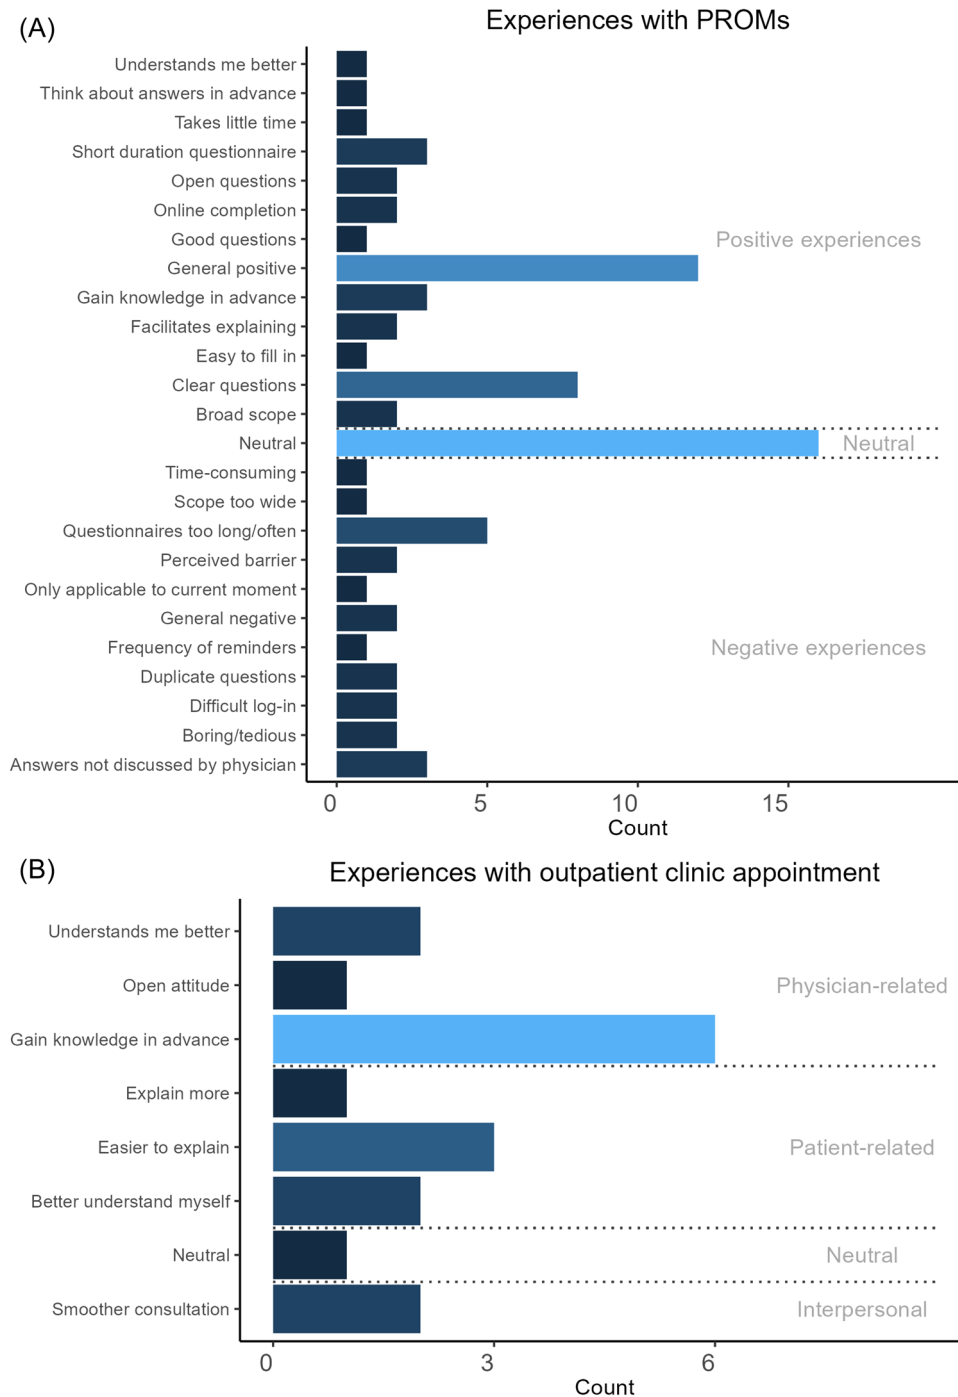 (A)
Experiences with PROMs
Understands me better
Think about answers in advance
Takes little time
Short duration questionnaire
Open questions
Online completion
Good questions
Positive experiences
General positive
Gain knowledge in advance
Facilitates explaining
Easy to fill in
Clear questions
Broad scope
Neutral
Neutral
Time-consuming
Scope too wide
Questionnaires too long/often
Perceived barrier
Only applicable to current moment
General negative
Frequency of reminders
Negative experiences
Duplicate questions
Difficult log-in
Boring/tedious
Answers not discussed by physician
0 5 10 15
Count
(B)
Experiences with outpatient clinic appointment
Understands me better
Open attitude
Physician-related
Gain knowledge in advance
Explain more
Easier to explain
Patient-related
Better understand myself
Neutral
Neutral
Smoother consultation
Interpersonal
0 3 6
Count